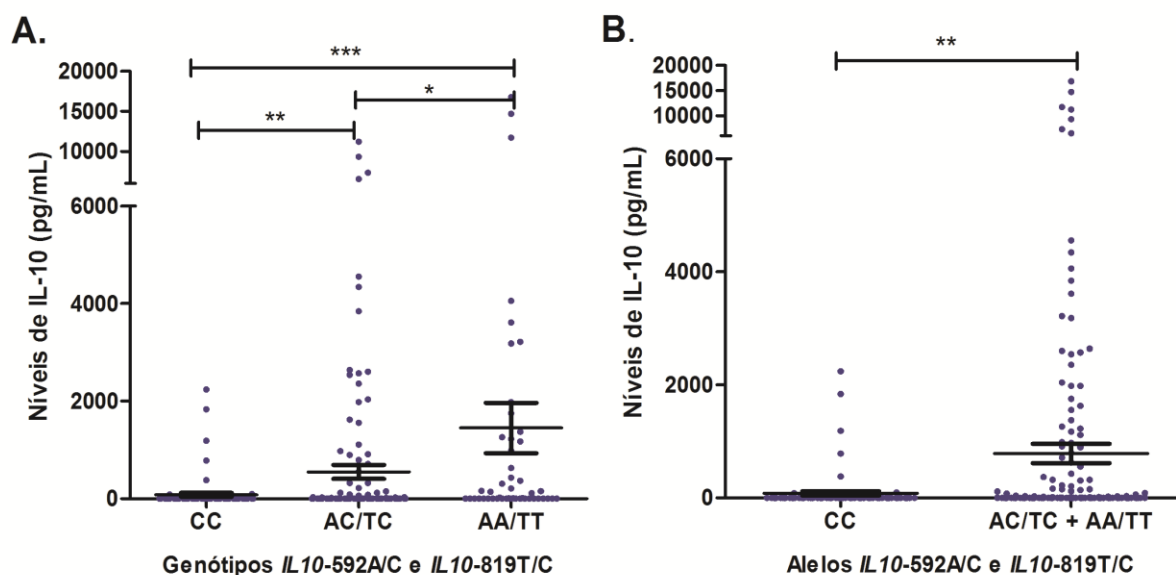 A.
***
*
**
20000
15000
10000
6000
4000
2000
0
Níveis de IL-10 (pg/mL)
CC
AC/TC
AA/TT
Genótipos IL10-592A/C e IL10-819T/C
B.
**
20000
15000
10000
6000
4000
2000
0
Níveis de IL-10 (pg/mL)
CC
AC/TC + AA/TT
Alelos IL10-592A/C e IL10-819T/C